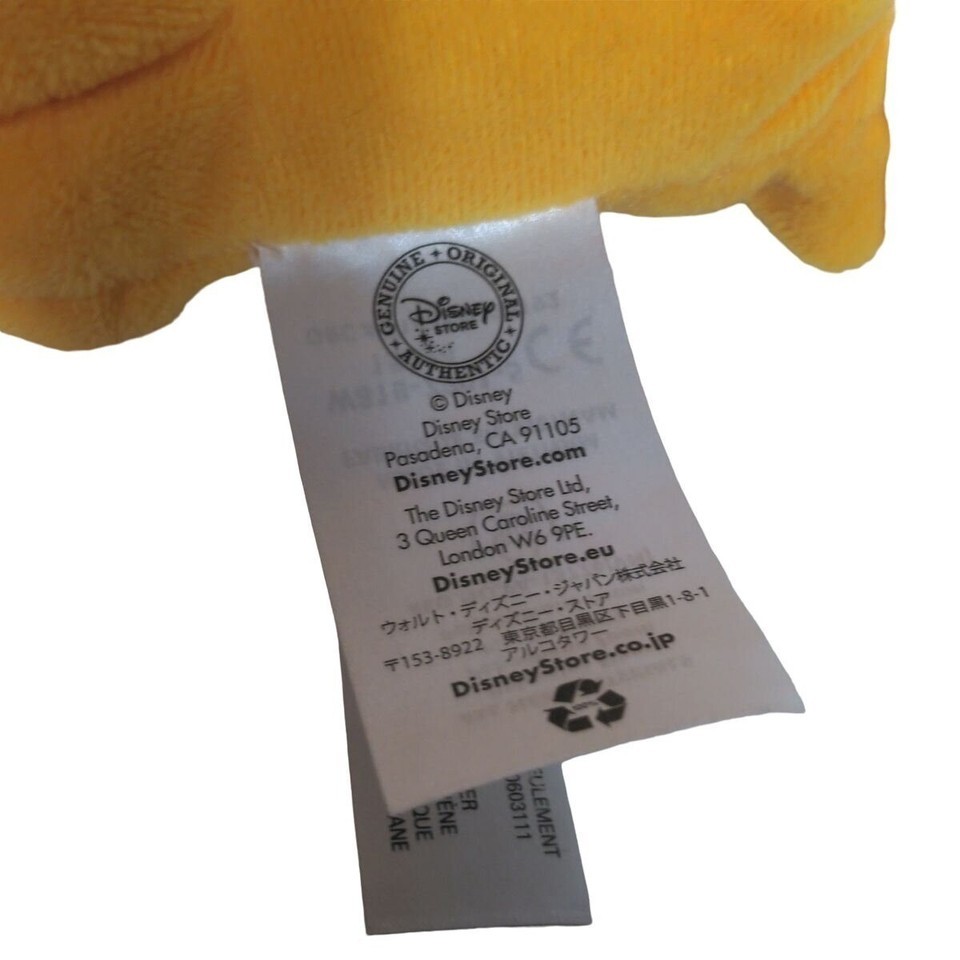 GENUINE ORIGINAL
Disney
STORE
AUTHENTIC
© Disney
Disney Store
Pasadena, CA 91105
DisneyStore.com
The Disney Store Ltd,
3 Queen Caroline Street,
London W6 9PE.
DisneyStore.eu
ウォルト・ディズニー・ジャパン株式会社
ディズニー・ストア
〒153-8922 東京都目黒区下目黒1-8-1
アルコタワー
DisneyStore.co.jp
100%